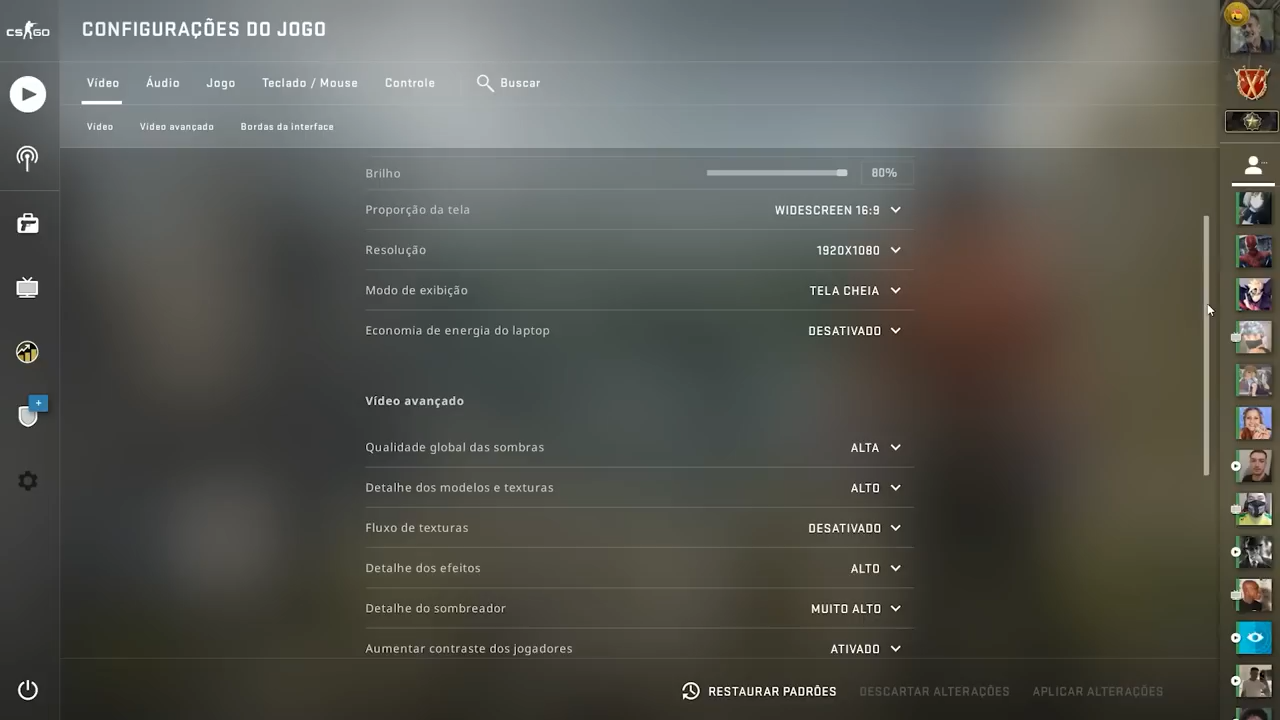 CS GO
CONFIGURAÇÕES DO JOGO
Vídeo Áudio Jogo Teclado / Mouse Controle Buscar
Vídeo Vídeo avançado Bordas da interface
Brilho 80%
Proporção da tela WIDESCREEN 16:9
Resolução 1920X1080
Modo de exibição TELA CHEIA
Economia de energia do laptop DESATIVADO
Vídeo avançado
Qualidade global das sombras ALTA
Detalhe dos modelos e texturas ALTO
Fluxo de texturas DESATIVADO
Detalhe dos efeitos ALTO
Detalhe do sombreador MUITO ALTO
Aumentar contraste dos jogadores ATIVADO
RESTAURAR PADRÕES DESCARTAR ALTERAÇÕES APLICAR ALTERAÇÕES